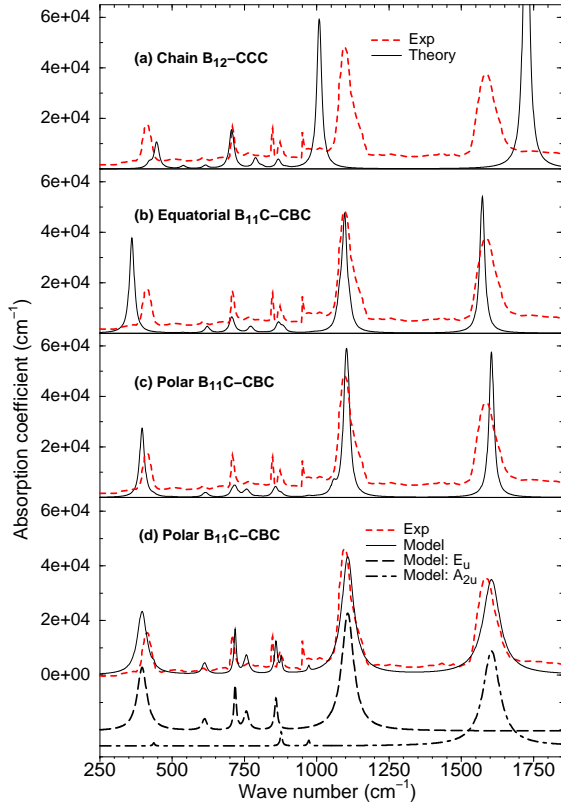 6e+04
(a) Chain B12–CCC
Exp
Theory
4e+04
2e+04
6e+04
(b) Equatorial B11C–CBC
4e+04
2e+04
6e+04
(c) Polar B11C–CBC
4e+04
2e+04
6e+04
(d) Polar B11C–CBC
Exp
Model
Model: Eu
Model: A2u
4e+04
2e+04
0e+00
Absorption coefficient (cm−1)
250 500 750 1000 1250 1500 1750
Wave number (cm−1)